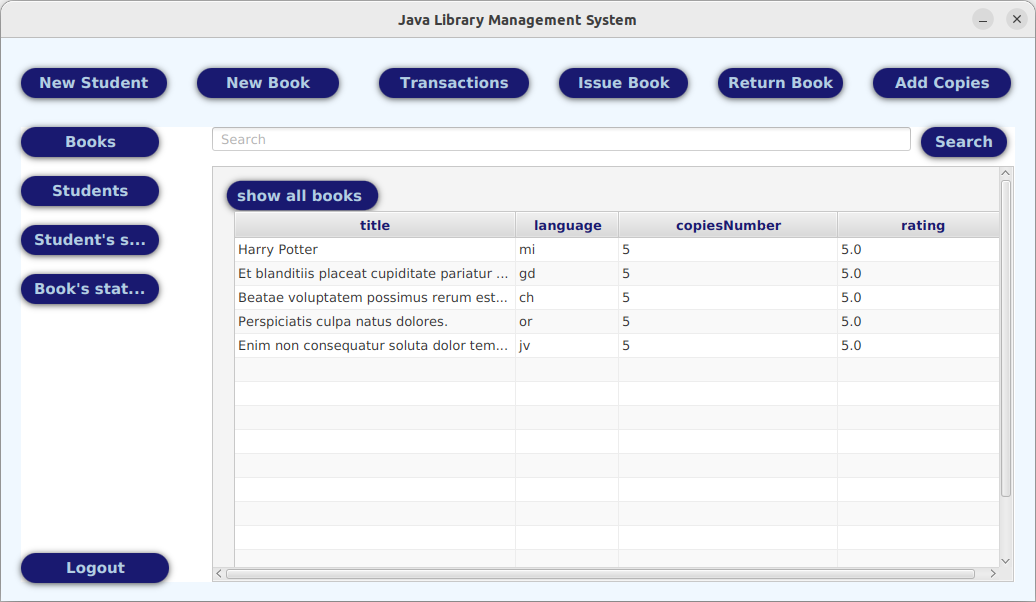 Java Library Management System
New Student New Book Transactions Issue Book Return Book Add Copies
Books Search Search
Students
show all books
title language copiesNumber rating
Student's s...
Harry Potter mi 5 5.0
Et blanditiis placeat cupiditate pariatur ... gd 5 5.0
Book's stat...
Beatae voluptatem possimus rerum est... ch 5 5.0
Perspiciatis culpa natus dolores. or 5 5.0
Enim non consequatur soluta dolor tem... jv 5 5.0
Logout